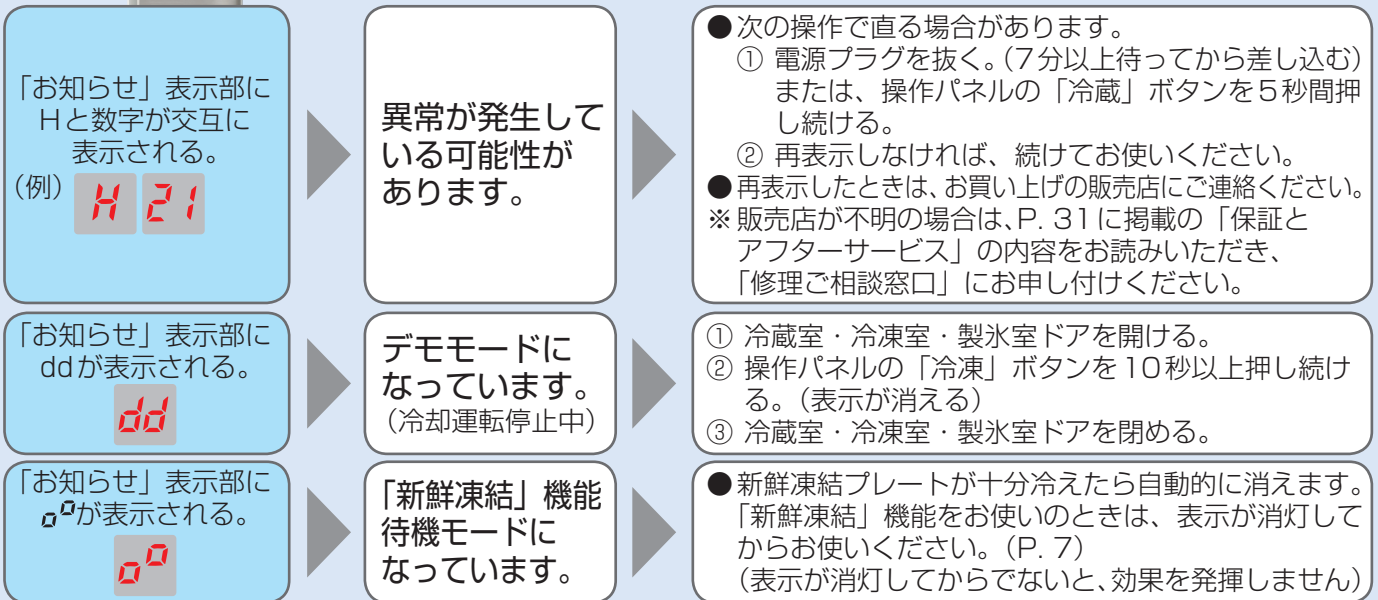 「お知らせ」表示部に
Hと数字が交互に
表示される。
(例)
H 21
異常が発生して
いる可能性が
あります。
●次の操作で直る場合があります。
① 電源プラグを抜く。(7分以上待ってから差し込む)
または、操作パネルの「冷蔵」ボタンを5秒間押
し続ける。
② 再表示しなければ、続けてお使いください。
●再表示したときは、お買い上げの販売店にご連絡ください。
※販売店が不明の場合は、P. 31に掲載の「保証と
アフターサービス」の内容をお読みいただき、
「修理ご相談窓口」にお申し付けください。
「お知らせ」表示部に
ddが表示される。
dd
デモモードに
なっています。
(冷却運転停止中)
① 冷蔵室・冷凍室・製氷室ドアを開ける。
② 操作パネルの「冷凍」ボタンを10秒以上押し続け
る。(表示が消える)
③ 冷蔵室・冷凍室・製氷室ドアを閉める。
「お知らせ」表示部に
oºが表示される。
oº
「新鮮凍結」機能
待機モードに
なっています。
●新鮮凍結プレートが十分冷えたら自動的に消えます。
「新鮮凍結」機能をお使いのときは、表示が消灯して
からお使いください。(P. 7)
(表示が消灯してからでないと、効果を発揮しません)